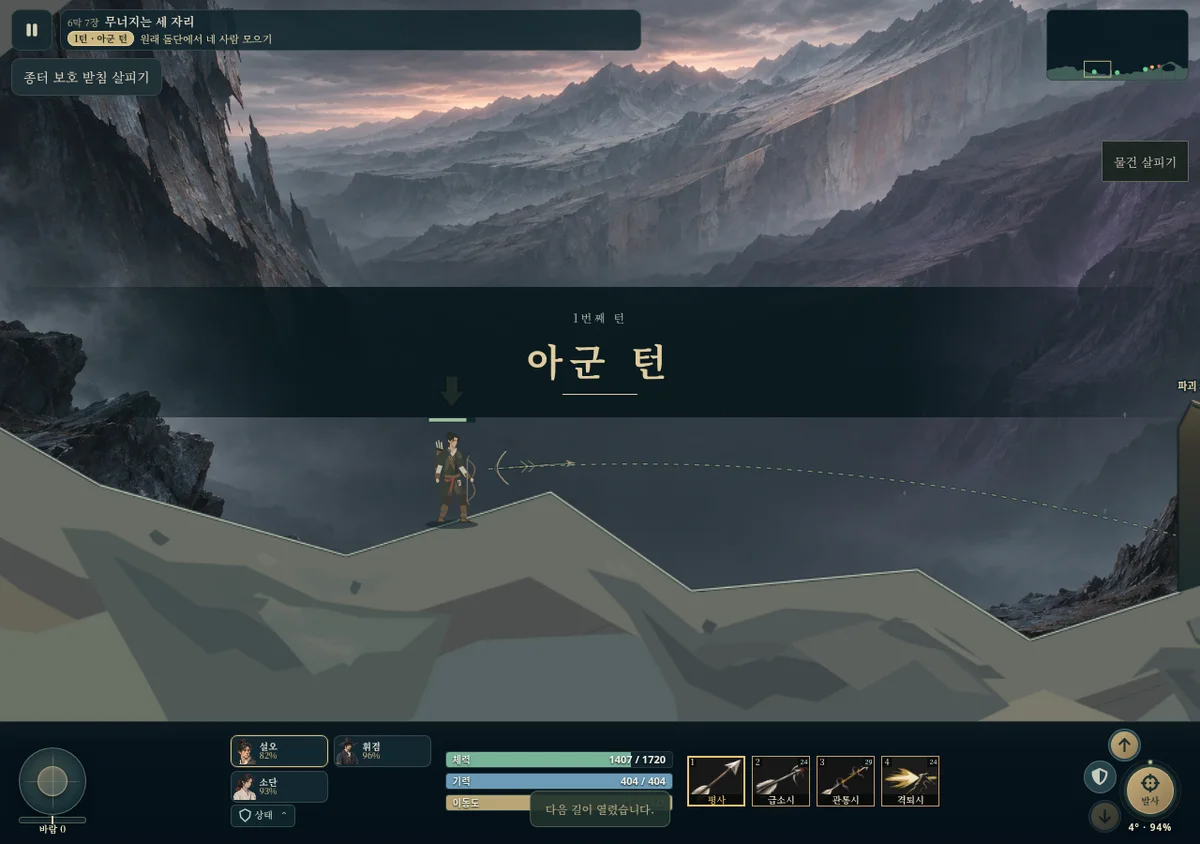 6막 7장 무너지는 세 자리
1턴 · 아군 턴 원래 돌단에서 네 사람 모으기
종터 보호 받침 살피기
물건 살피기
1번째 턴
아군 턴
파괴
설오
82%
휘겸
96%
소단
93%
상태
체력 1407 / 1720
기력 404 / 404
이동도
다음 길이 열렸습니다.
1
평사
2 24
급소시
3 29
관통시
4 24
격퇴시
발사
4° · 94%
바람 0